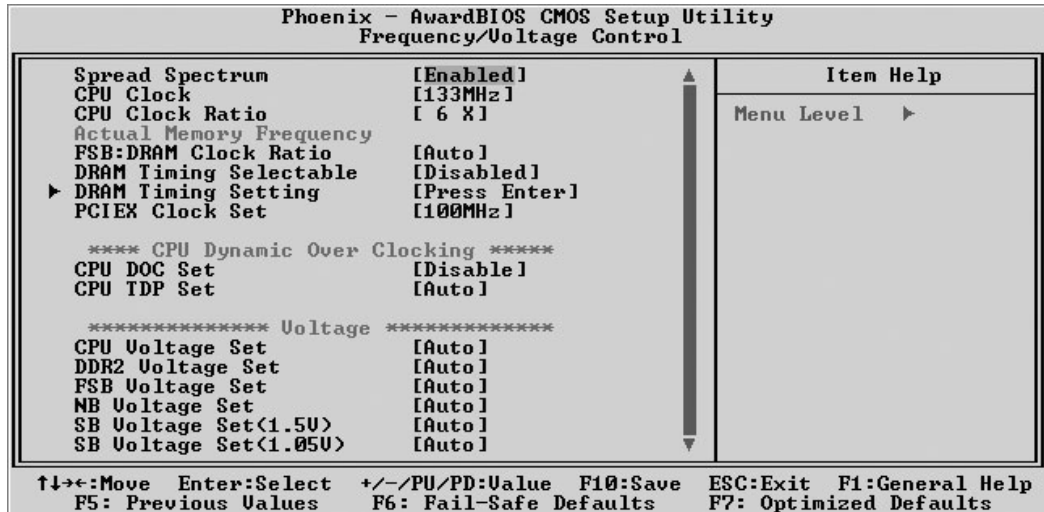 Phoenix - AwardBIOS CMOS Setup Utility
Frequency/Voltage Control
Spread Spectrum [Enabled]
CPU Clock [133MHz]
CPU Clock Ratio [ 6 X]
Actual Memory Frequency
FSB:DRAM Clock Ratio [Auto]
DRAM Timing Selectable [Disabled]
▶ DRAM Timing Setting [Press Enter]
PCIEX Clock Set [100MHz]
**** CPU Dynamic Over Clocking *****
CPU DOC Set [Disable]
CPU TDP Set [Auto]
************** Voltage *************
CPU Voltage Set [Auto]
DDR2 Voltage Set [Auto]
FSB Voltage Set [Auto]
NB Voltage Set [Auto]
SB Voltage Set(1.5V) [Auto]
SB Voltage Set(1.05V) [Auto]
Item Help
Menu Level ▶
↑↓→←:Move Enter:Select +/-/PU/PD:Value F10:Save ESC:Exit F1:General Help
F5: Previous Values F6: Fail-Safe Defaults F7: Optimized Defaults